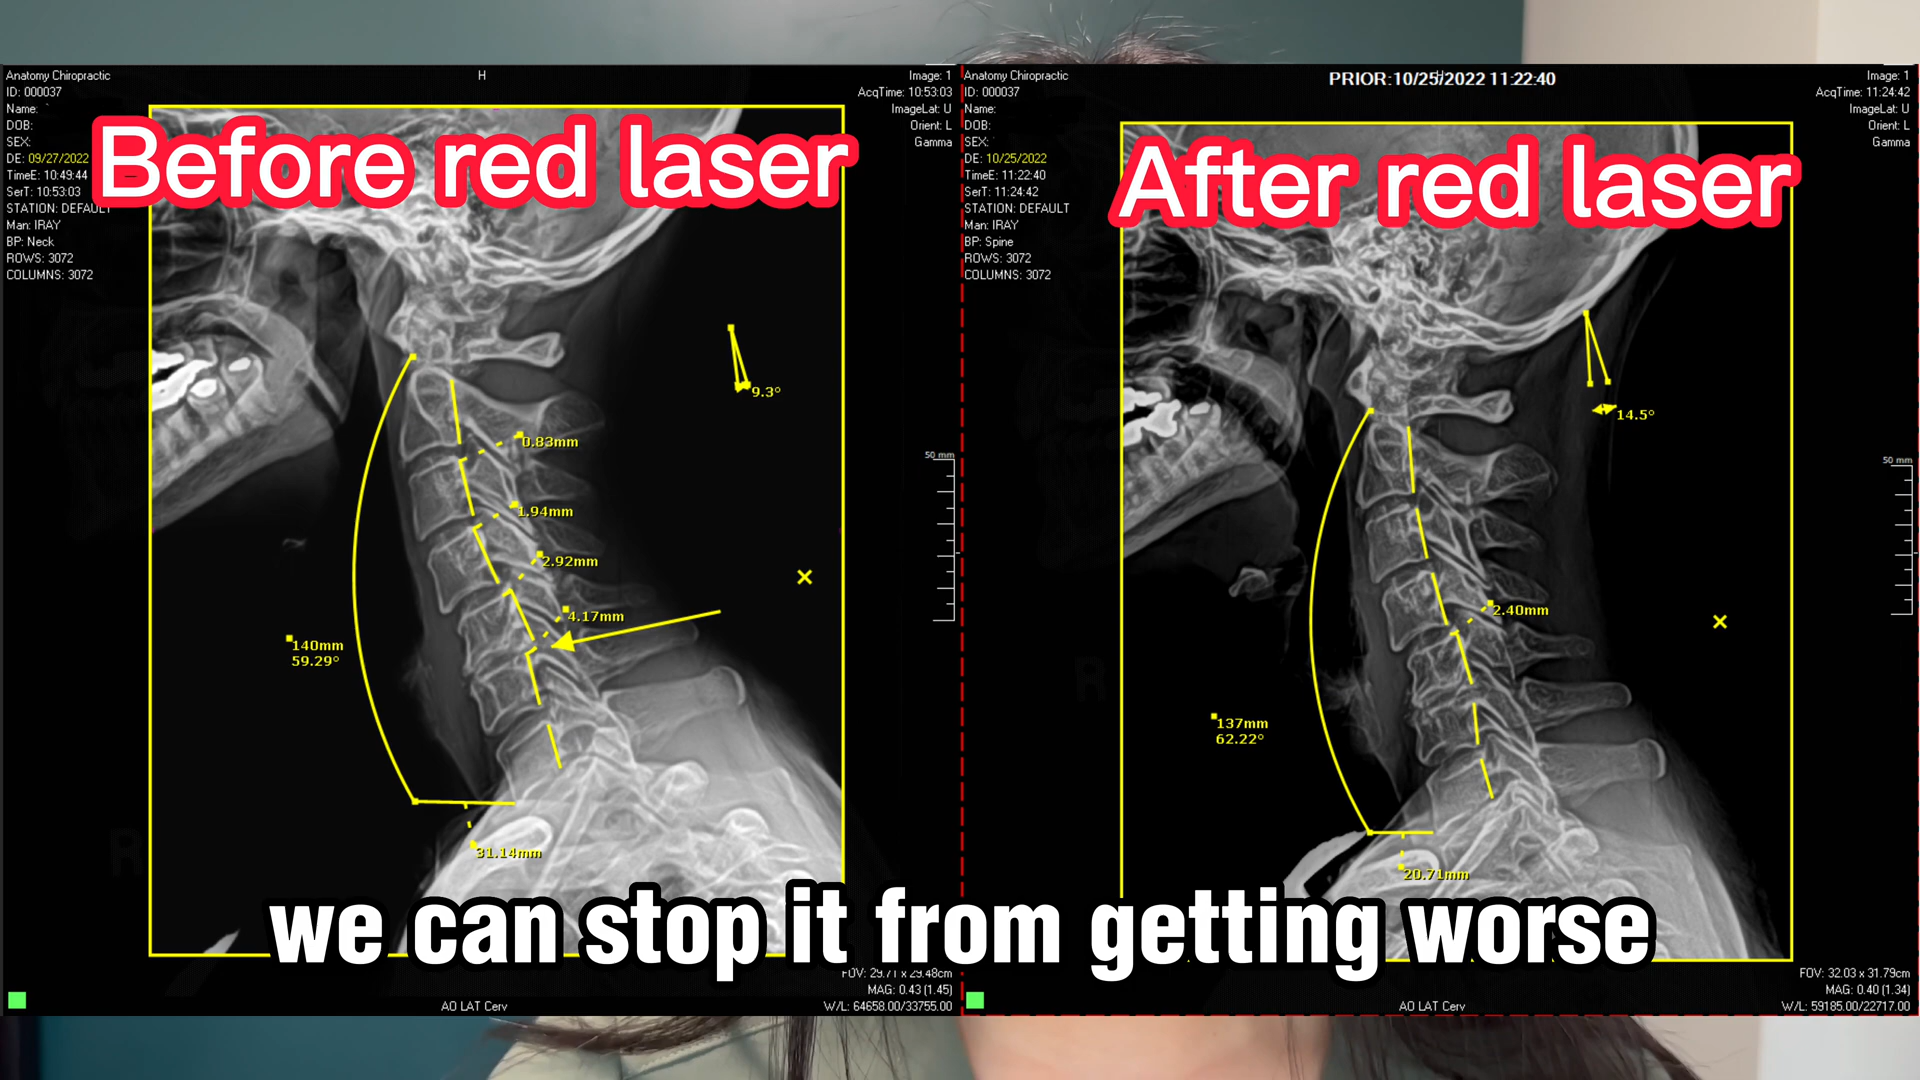 Anatomy Chiropractic
ID: 000037
Name:
DOB:
SEX:
DE: 09/27/2022
TimeE: 10:49:44
SerT: 10:53:03
STATION: DEFAULT
Man: IRAY
BP: Neck
ROWS: 3072
COLUMNS: 3072
H
Image: 1
AcqTime: 10:53:03
ImageLat: U
Orient: L
Gamma
Before red laser
9.3°
0.83mm
1.94mm
2.92mm
4.17mm
140mm
59.29°
31.14mm
50 mm
R
FOV: 29.71 x 29.48cm
MAG: 0.43 (1.45)
W/L: 64658.00/33755.00
AO LAT Cerv
Anatomy Chiropractic
ID: 000037
Name:
DOB:
SEX:
DE: 10/25/2022
TimeE: 11:22:40
SerT: 11:24:42
STATION: DEFAULT
Man: IRAY
BP: Spine
ROWS: 3072
COLUMNS: 3072
PRIOR:10/25/2022 11:22:40
Image: 1
AcqTime: 11:24:42
ImageLat: U
Orient: L
Gamma
After red laser
14.5°
2.40mm
137mm
62.22°
20.71mm
50 mm
R
FOV: 32.03 x 31.79cm
MAG: 0.40 (1.34)
W/L: 59185.00/22717.00
AO LAT Cerv
we can stop it from getting worse